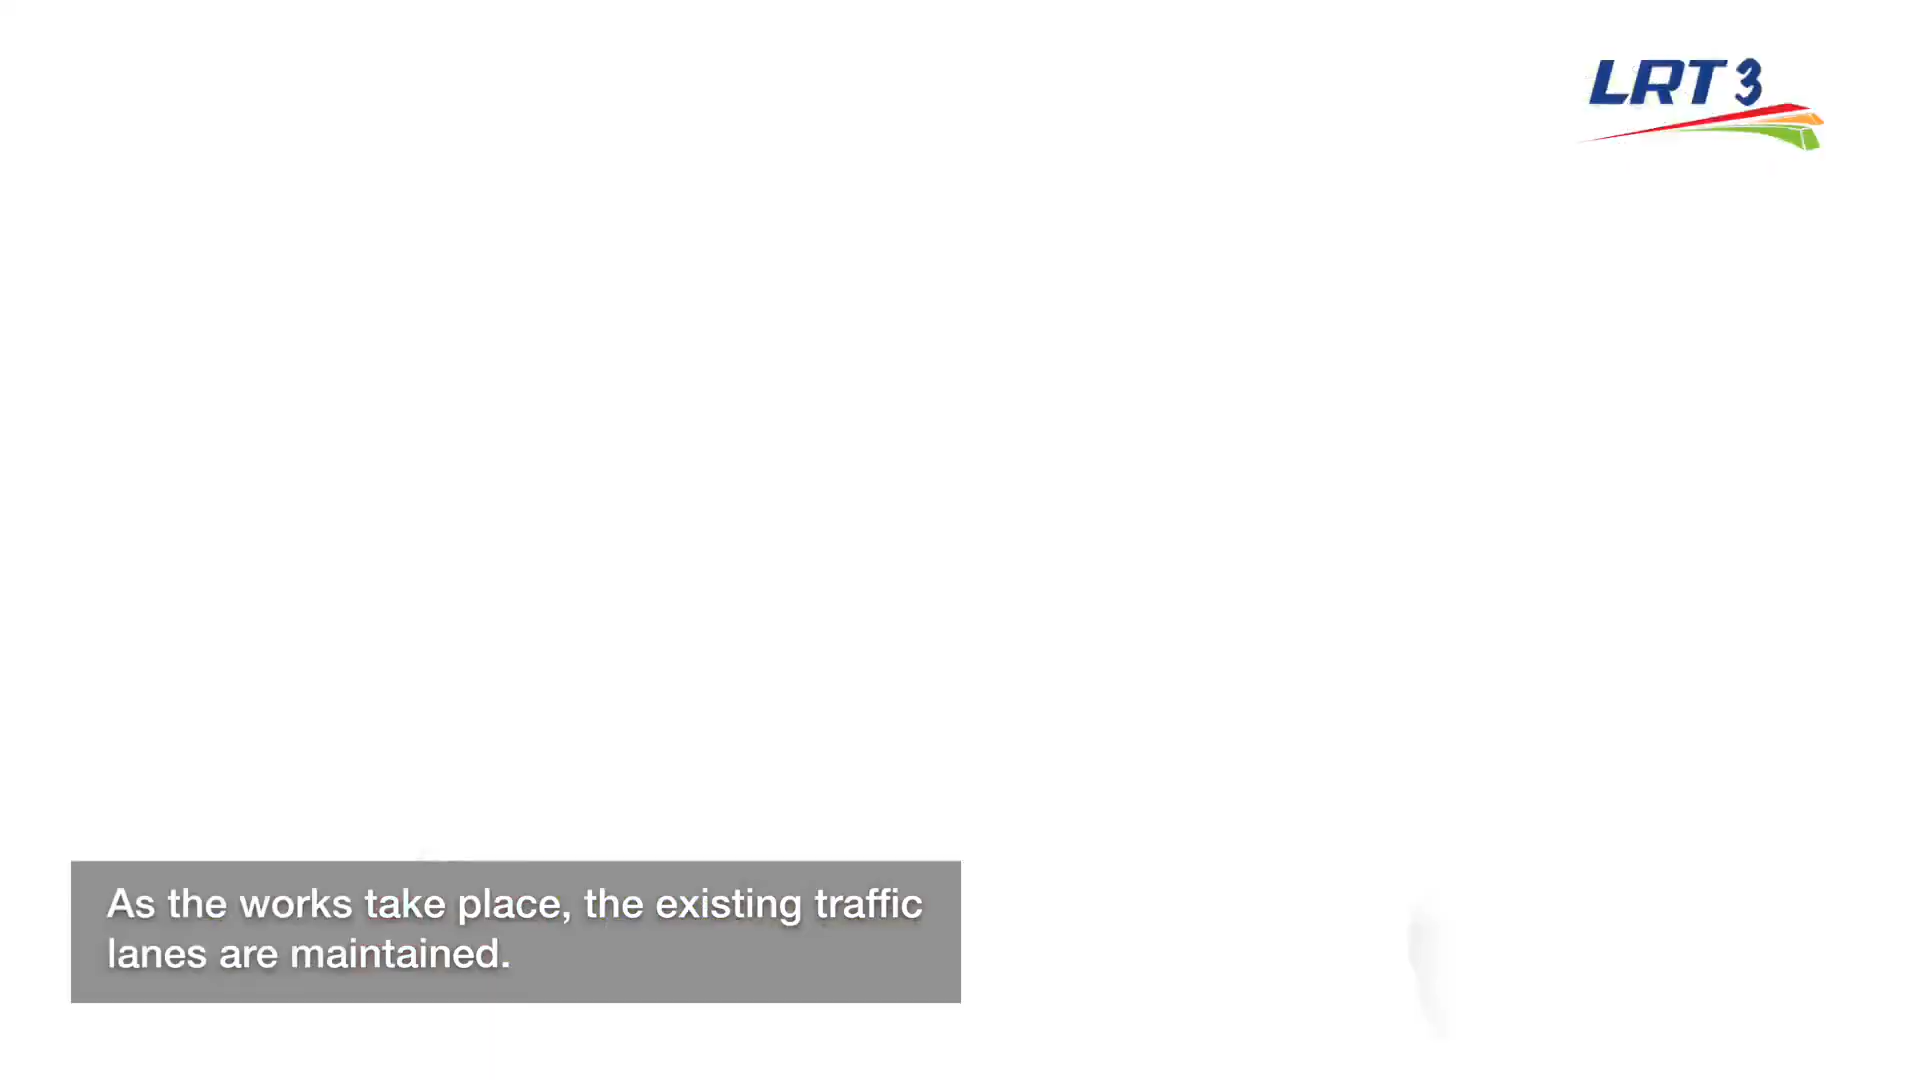 LRT 3
As the works take place, the existing traffic
lanes are maintained.